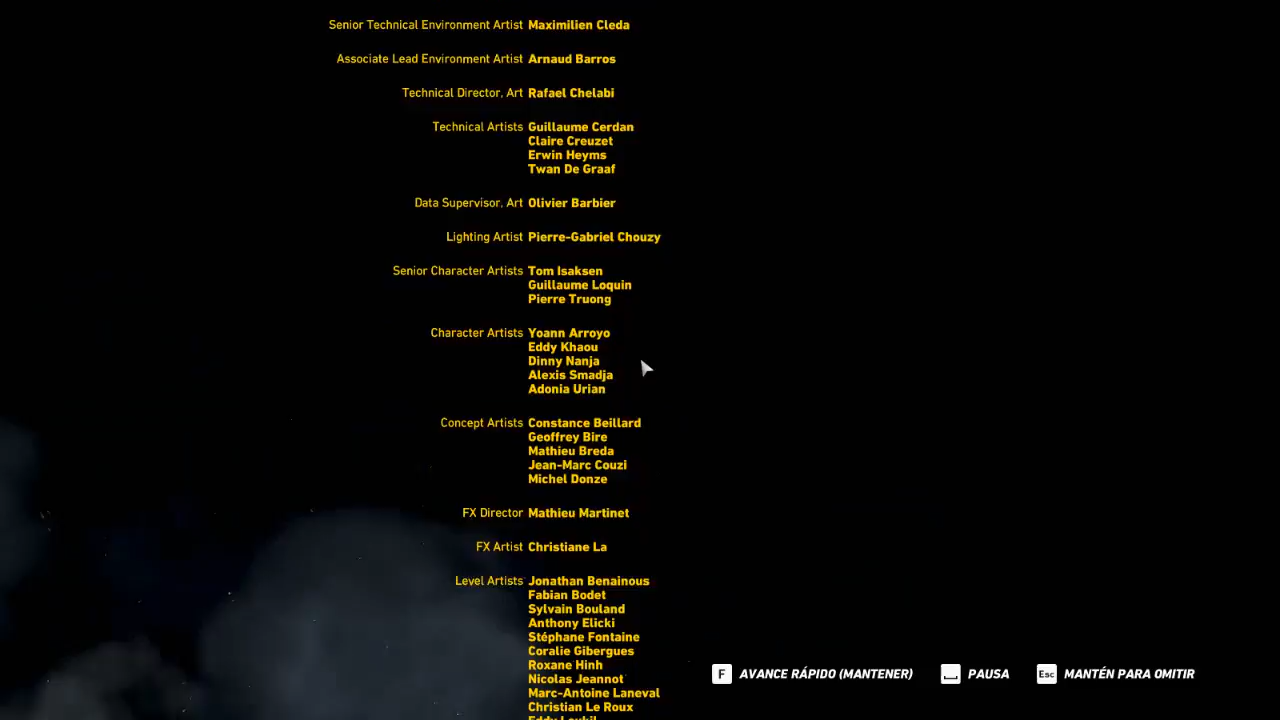 Senior Technical Environment Artist Maximilien Cleda
Associate Lead Environment Artist Arnaud Barros
Technical Director, Art Rafael Chelabi
Technical Artists Guillaume Cerdan
Claire Creuzet
Erwin Heyms
Twan De Graaf
Data Supervisor, Art Olivier Barbier
Lighting Artist Pierre-Gabriel Chouzy
Senior Character Artists Tom Isaksen
Guillaume Loquin
Pierre Truong
Character Artists Yoann Arroyo
Eddy Khaou
Dinny Nanja
Alexis Smadja
Adonia Urian
Concept Artists Constance Beillard
Geoffrey Bire
Mathieu Breda
Jean-Marc Couzi
Michel Donze
FX Director Mathieu Martinet
FX Artist Christiane La
Level Artists Jonathan Benainous
Fabian Bodet
Sylvain Bouland
Anthony Elicki
Stéphane Fontaine
Coralie Gibergues
Roxane Hinh
Nicolas Jeannot
Marc-Antoine Laneval
Christian Le Roux
F AVANCE RÁPIDO (MANTENER) PAUSA Esc MANTÉN PARA OMITIR